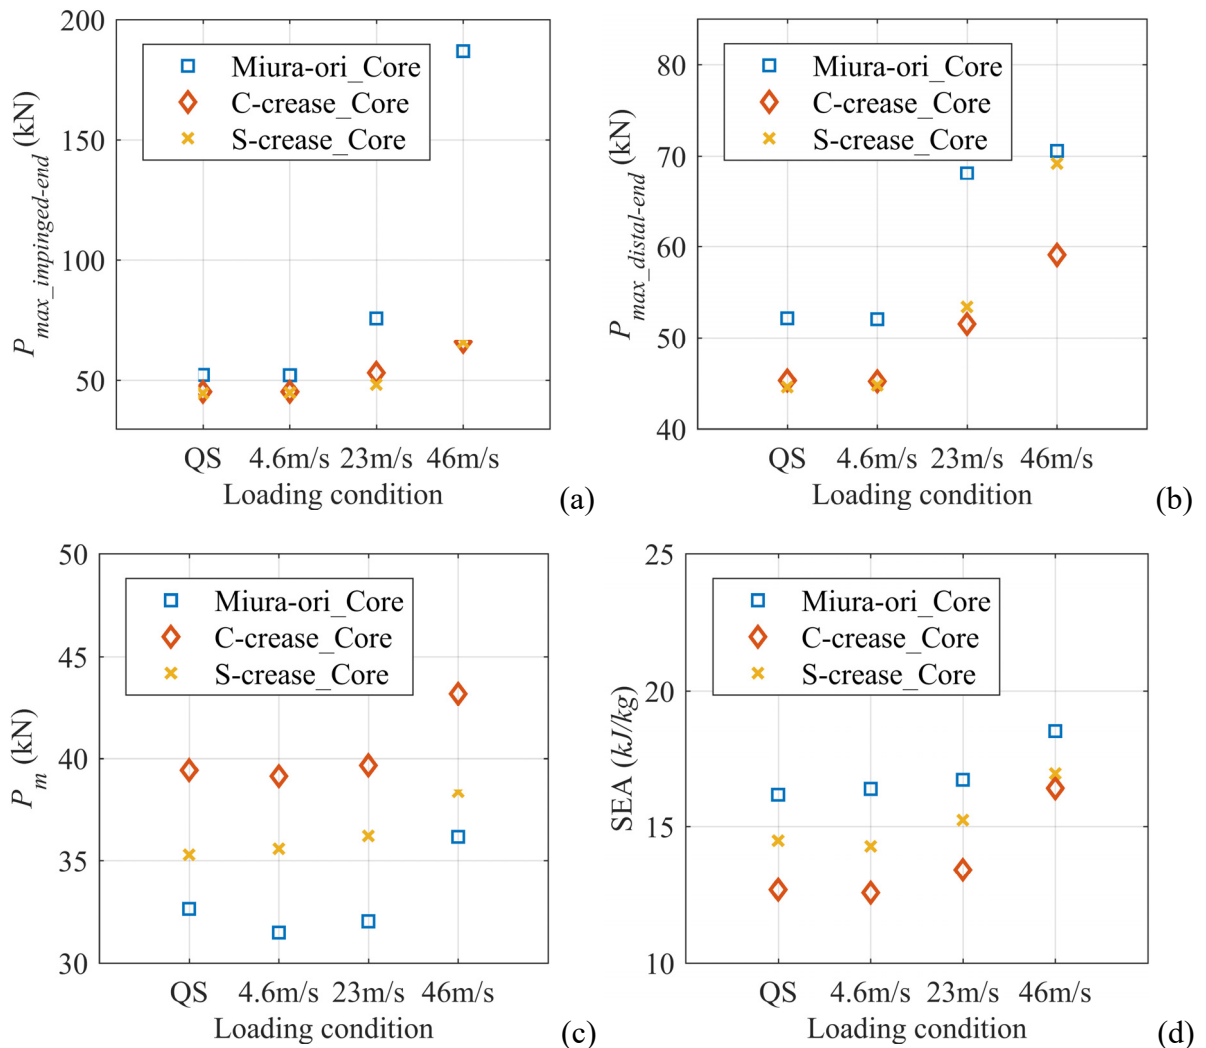 200
150
100
50
P max_impinged-end (kN)
Miura-ori_Core
C-crease_Core
S-crease_Core
QS 4.6m/s 23m/s 46m/s
Loading condition
(a)
80
70
60
50
40
P max_distal-end (kN)
Miura-ori_Core
C-crease_Core
S-crease_Core
QS 4.6m/s 23m/s 46m/s
Loading condition
(b)
50
45
40
35
30
P m (kN)
Miura-ori_Core
C-crease_Core
S-crease_Core
QS 4.6m/s 23m/s 46m/s
Loading condition
(c)
25
20
15
10
SEA (kJ/kg)
Miura-ori_Core
C-crease_Core
S-crease_Core
QS 4.6m/s 23m/s 46m/s
Loading condition
(d)